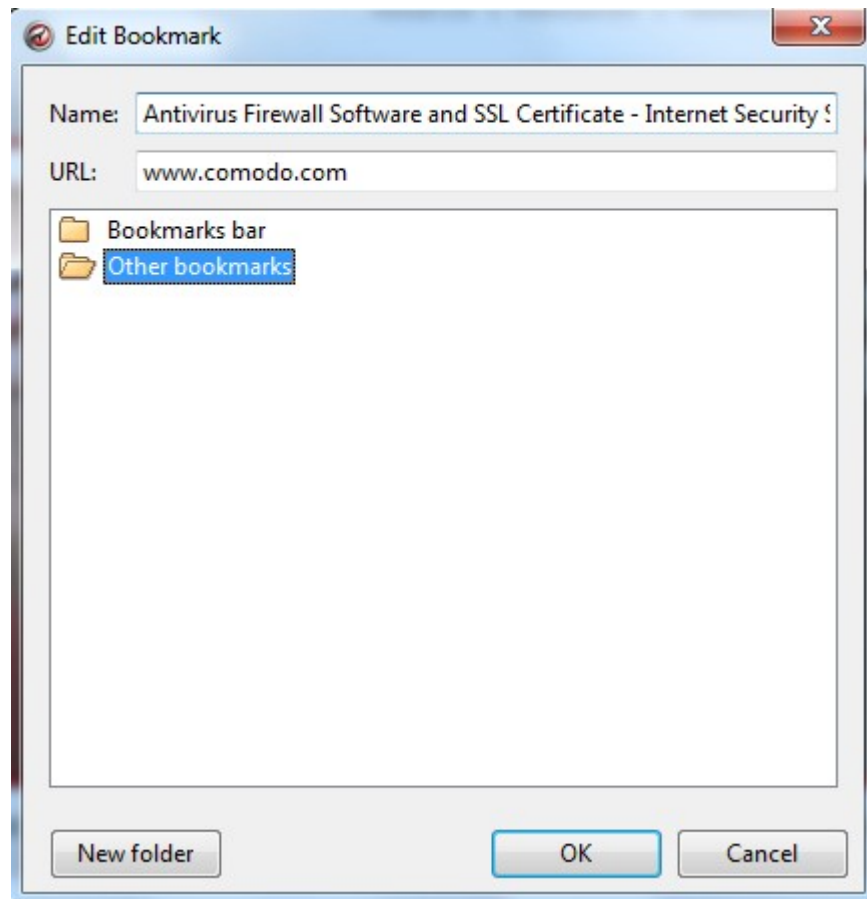 Edit Bookmark
Name: Antivirus Firewall Software and SSL Certificate - Internet Security
URL: www.comodo.com
Bookmarks bar
Other bookmarks
New folder OK Cancel